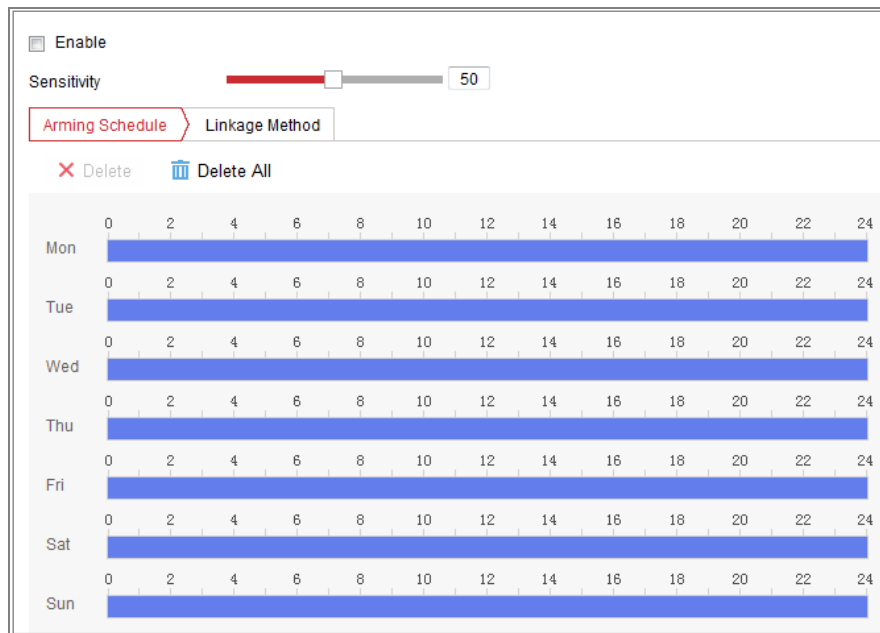 Enable
Sensitivity 50
Arming Schedule Linkage Method
Delete Delete All
0 2 4 6 8 10 12 14 16 18 20 22 24
Mon
0 2 4 6 8 10 12 14 16 18 20 22 24
Tue
0 2 4 6 8 10 12 14 16 18 20 22 24
Wed
0 2 4 6 8 10 12 14 16 18 20 22 24
Thu
0 2 4 6 8 10 12 14 16 18 20 22 24
Fri
0 2 4 6 8 10 12 14 16 18 20 22 24
Sat
0 2 4 6 8 10 12 14 16 18 20 22 24
Sun